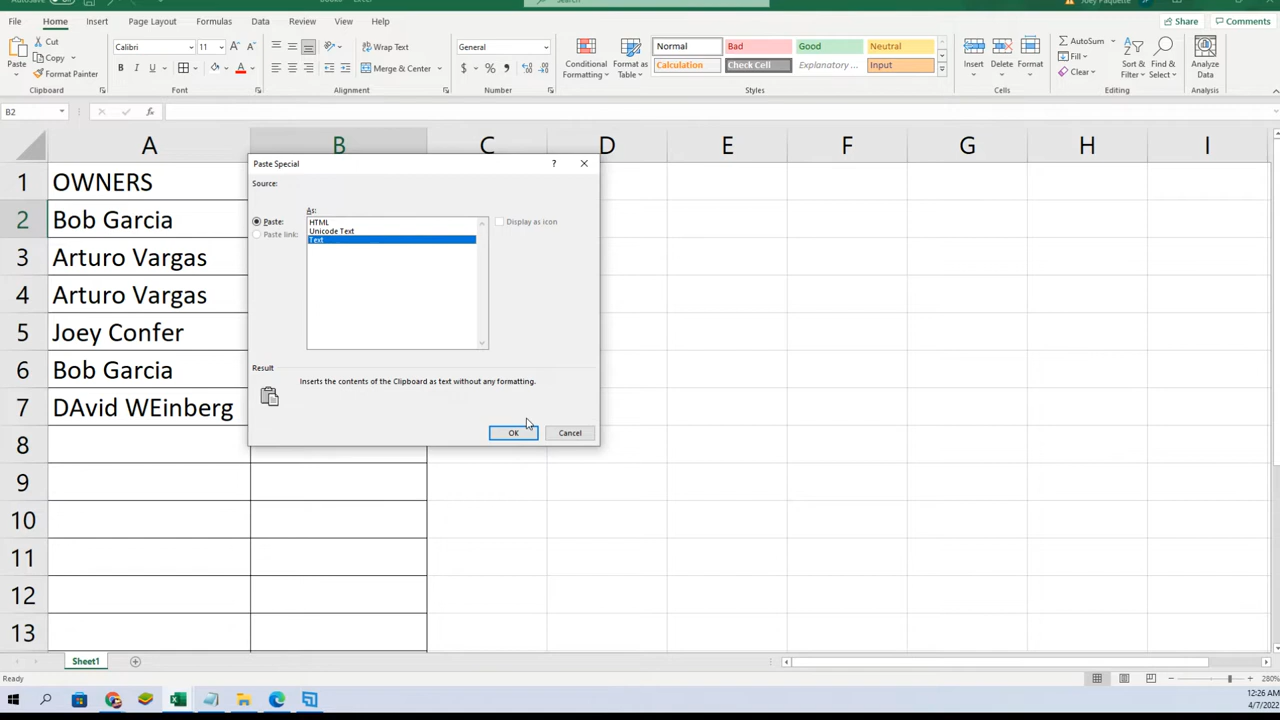 File Home Insert Page Layout Formulas Data Review View Help Share Comments
Cut Calibri 11 Wrap Text General Normal Bad Good Neutral AutoSum
Copy
Paste Format Painter Merge & Center Conditional Formatting Format as Table Calculation Check Cell Explanatory ... Input Insert Delete Format Fill Clear Sort & Filter Find & Select Analyze Data
Clipboard Font Alignment Number Styles Cells Editing Analysis
B2 fx
A B C D E F G H I
1 OWNERS
2 Bob Garcia
3 Arturo Vargas
4 Arturo Vargas
5 Joey Confer
6 Bob Garcia
7 DAvid WEinberg
8
9
10
11
12
13
Paste Special ?
Source:
As:
Paste: HTML Display as icon
Unicode Text
Paste link: Text
Result
Inserts the contents of the Clipboard as text without any formatting.
OK Cancel
Sheet1
Ready 280%
12:26 AM
4/7/2022